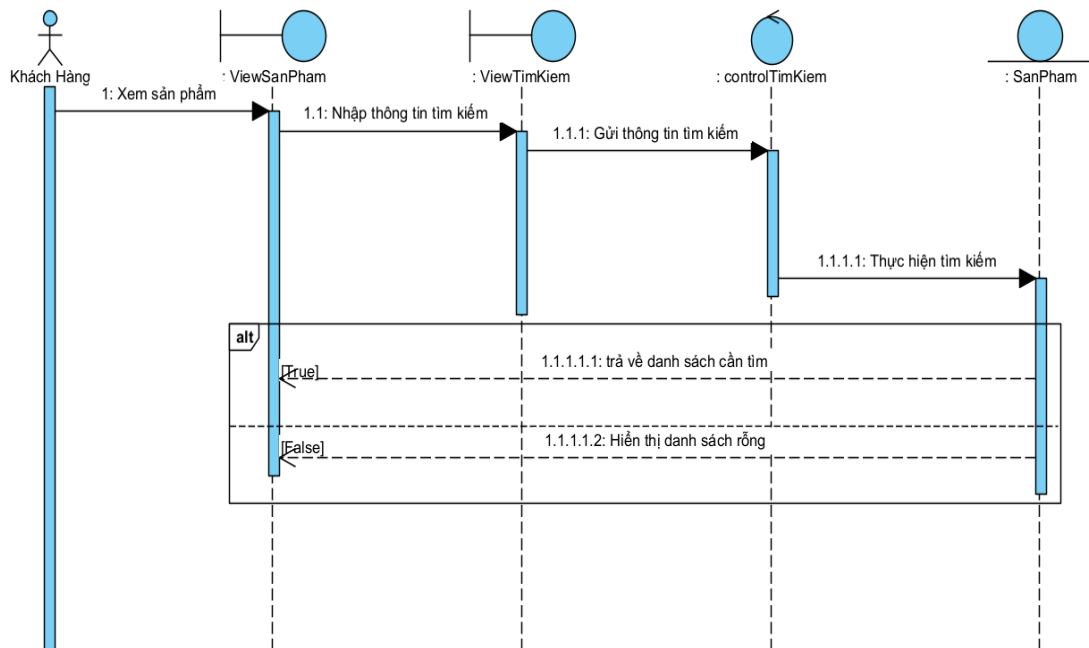 Khách Hàng
: ViewSanPham
: ViewTimKiem
: controlTimKiem
: SanPham
1: Xem sản phẩm
1.1: Nhập thông tin tìm kiếm
1.1.1: Gửi thông tin tìm kiếm
1.1.1.1: Thực hiện tìm kiếm
alt
1.1.1.1.1: trả về danh sách cần tìm
[True]
1.1.1.1.2: Hiển thị danh sách rỗng
[False]